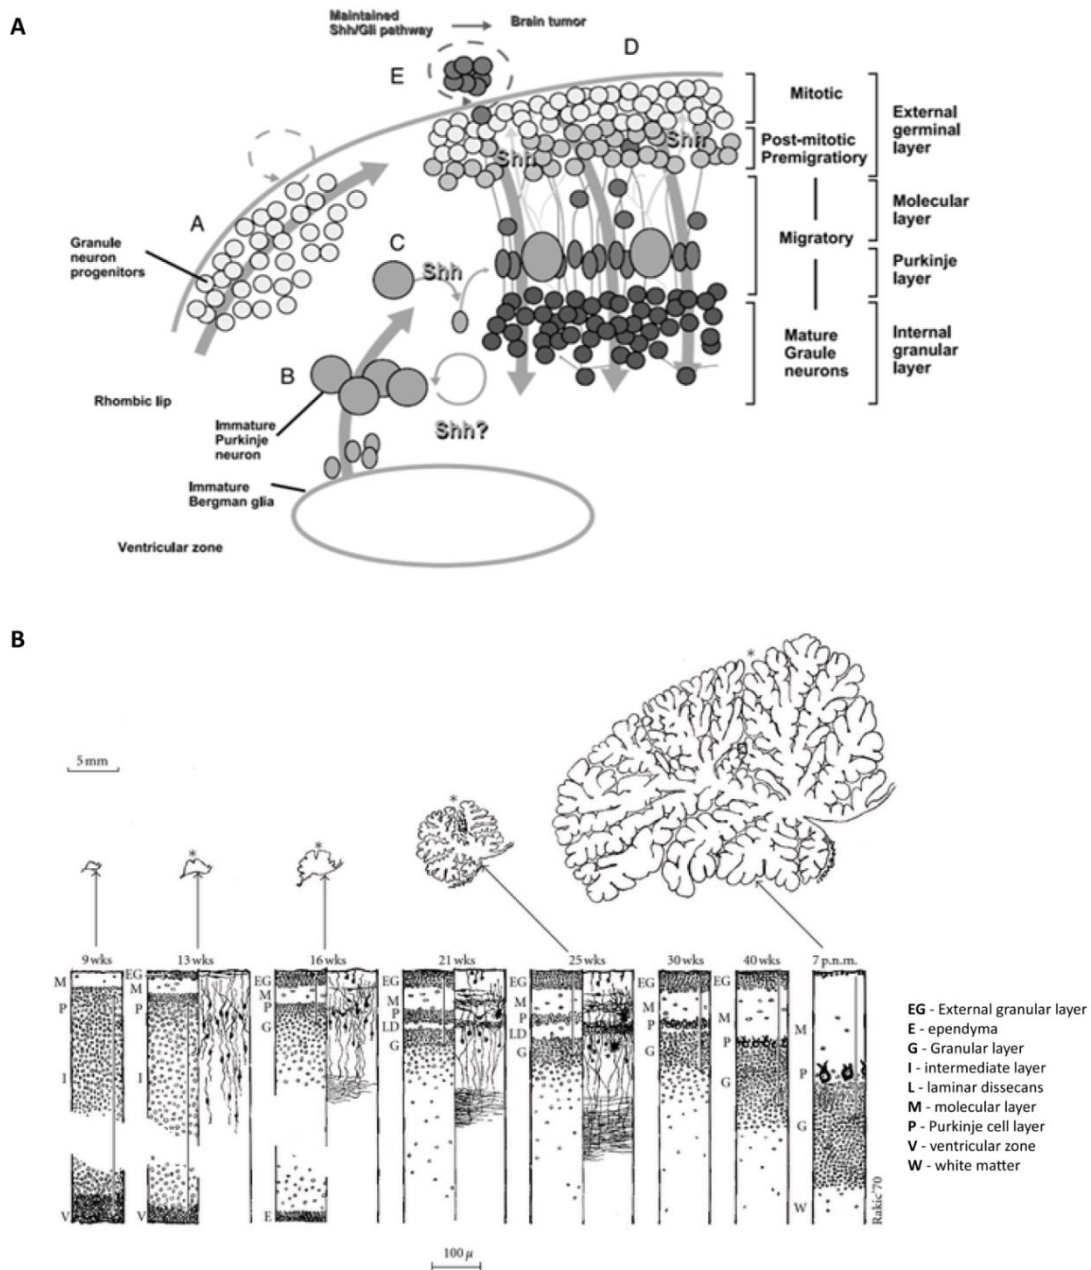 A
Maintained
Shh/Gli pathway
Brain tumor
D
E
Mitotic
External
germinal
layer
Post-mitotic
Premigratiory
Shh
Shh
A
Molecular
layer
Granule
neuron
progenitors
C
Shh
Migratory
Purkinje
layer
B
Mature
Graule
neurons
Internal
granular
layer
Rhombic lip
Immature
Purkinje
neuron
Shh?
Immature
Bergman glia
Ventricular zone
B
*
5 mm
*
*
*
9 wks
13 wks
16 wks
21 wks
25 wks
30 wks
40 wks
7 p.n.m.
M
P
I
V
EG
M
P
I
EG
M
P
G
E
EG
M
P
LD
G
EG
M
P
LD
G
EG
M
P
G
EG
M
P
G
M
P
G
W
Rakic'70
EG - External granular layer
E - ependyma
G - Granular layer
I - intermediate layer
L - laminar dissecans
M - molecular layer
P - Purkinje cell layer
V - ventricular zone
W - white matter
100 μ